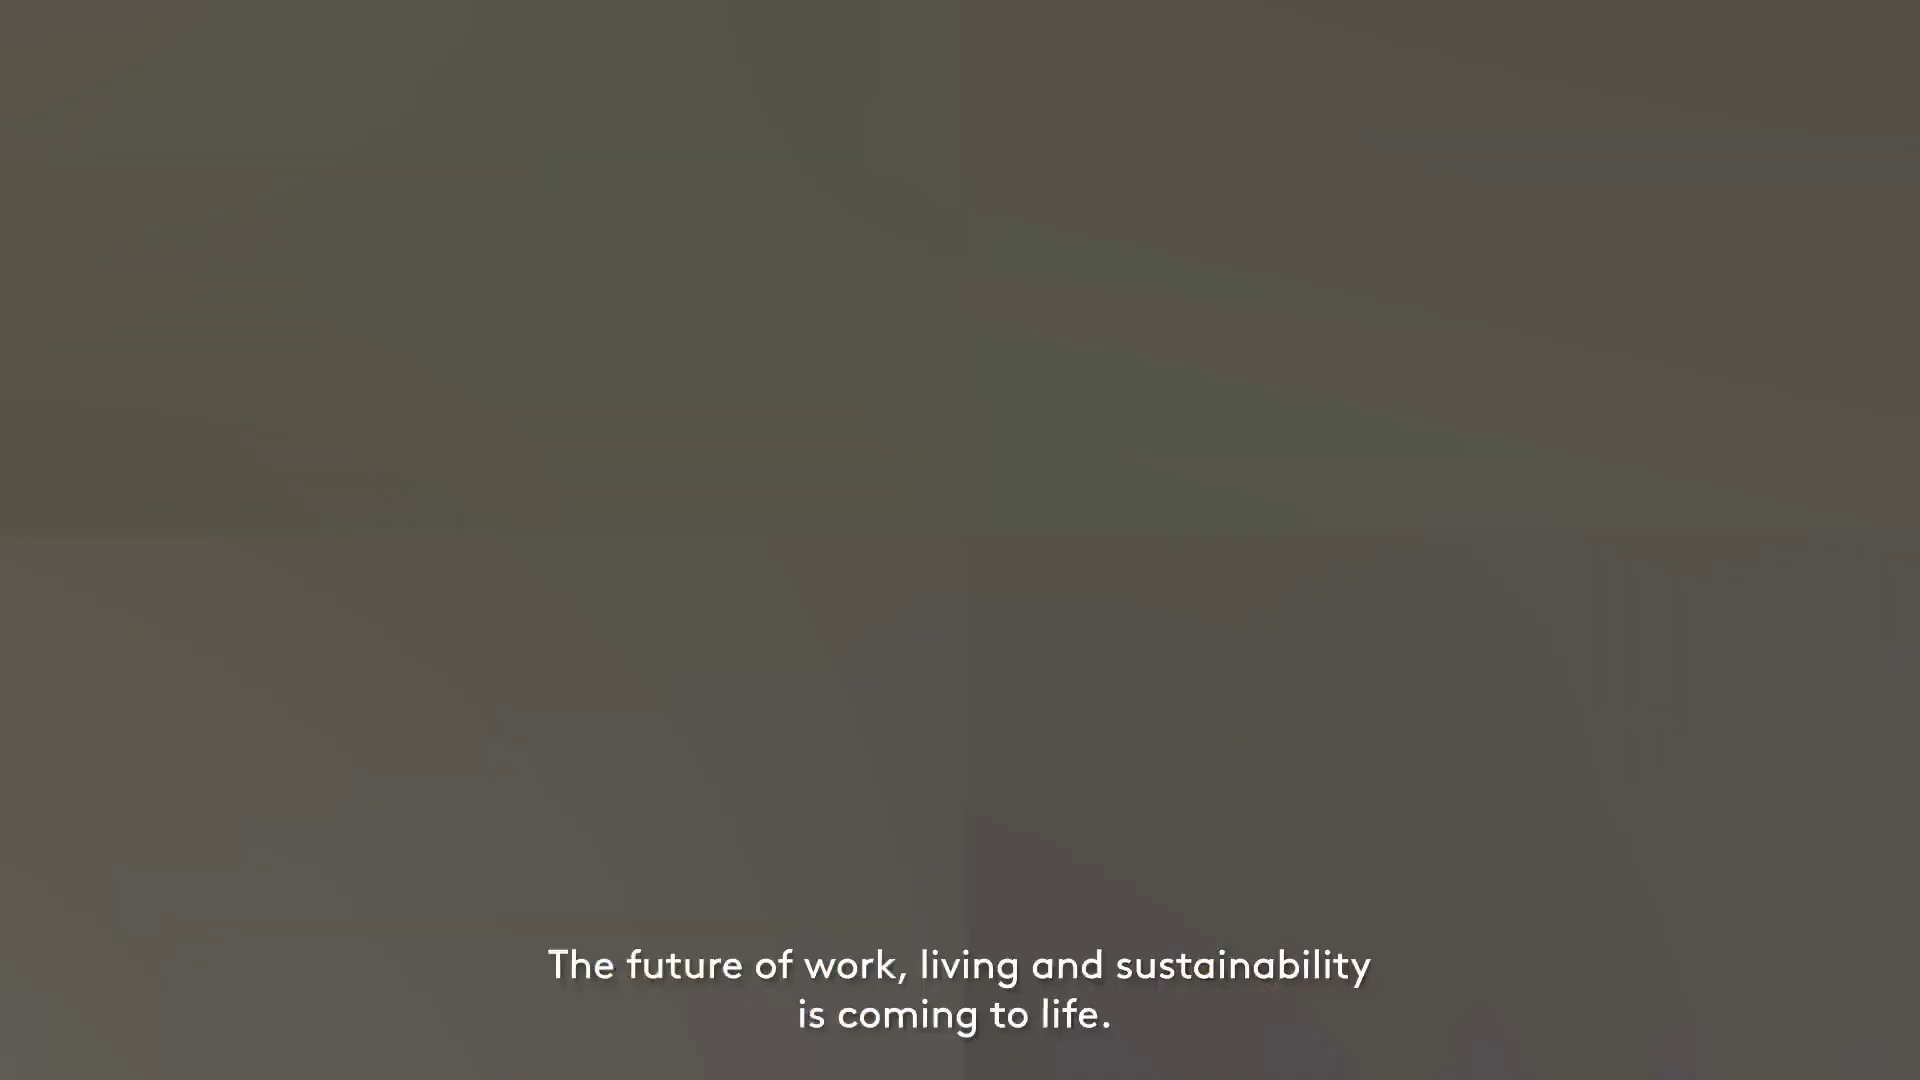 The future of work, living and sustainability
is coming to life.